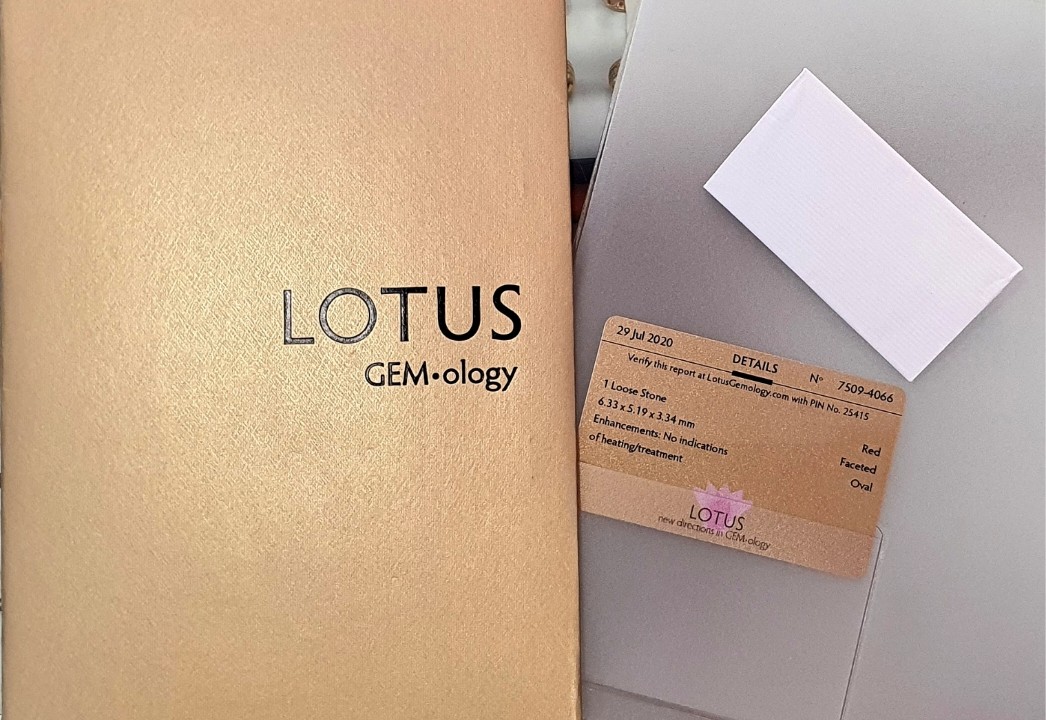 LOTUS
GEM•ology
29 Jul 2020
DETAILS
Nº 7509-4066
Verify this report at LotusGemology.com with PIN No. 25415
1 Loose Stone
6.33 x 5.19 x 3.34 mm
Enhancements: No indications
of heating/treatment
Red
Faceted
Oval
LOTUS
new directions in GEM•ology